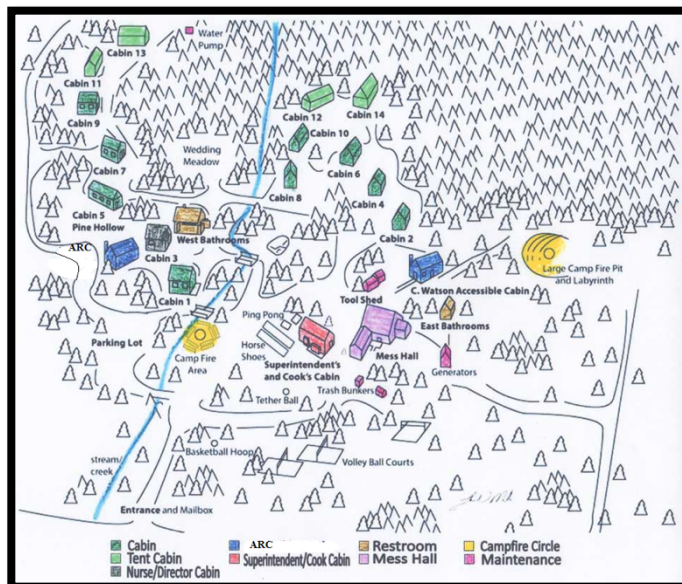 Cabin 13
Water
Pump
Cabin 11
Cabin 9
Cabin 12
Cabin 14
Cabin 10
Cabin 7
Wedding
Meadow
Cabin 6
Cabin 8
Cabin 4
Cabin 5
Pine Hollow
West Bathrooms
Cabin 2
ARC
Cabin 3
Large Camp Fire Pit
and Labyrinth
Tool Shed
C. Watson Accessible Cabin
Cabin 1
Ping Pong
East Bathrooms
Parking Lot
Camp Fire
Area
Horse
Shoes
Mess Hall
Superintendent's
and Cook's Cabin
Generators
Tether Ball
Trash Bunkers
Basketball Hoop
Volley Ball Courts
stream/
creek
Entrance and Mailbox
Cabin
ARC
Restroom
Campfire Circle
Tent Cabin
Superintendent/Cook Cabin
Mess Hall
Maintenance
Nurse/Director Cabin